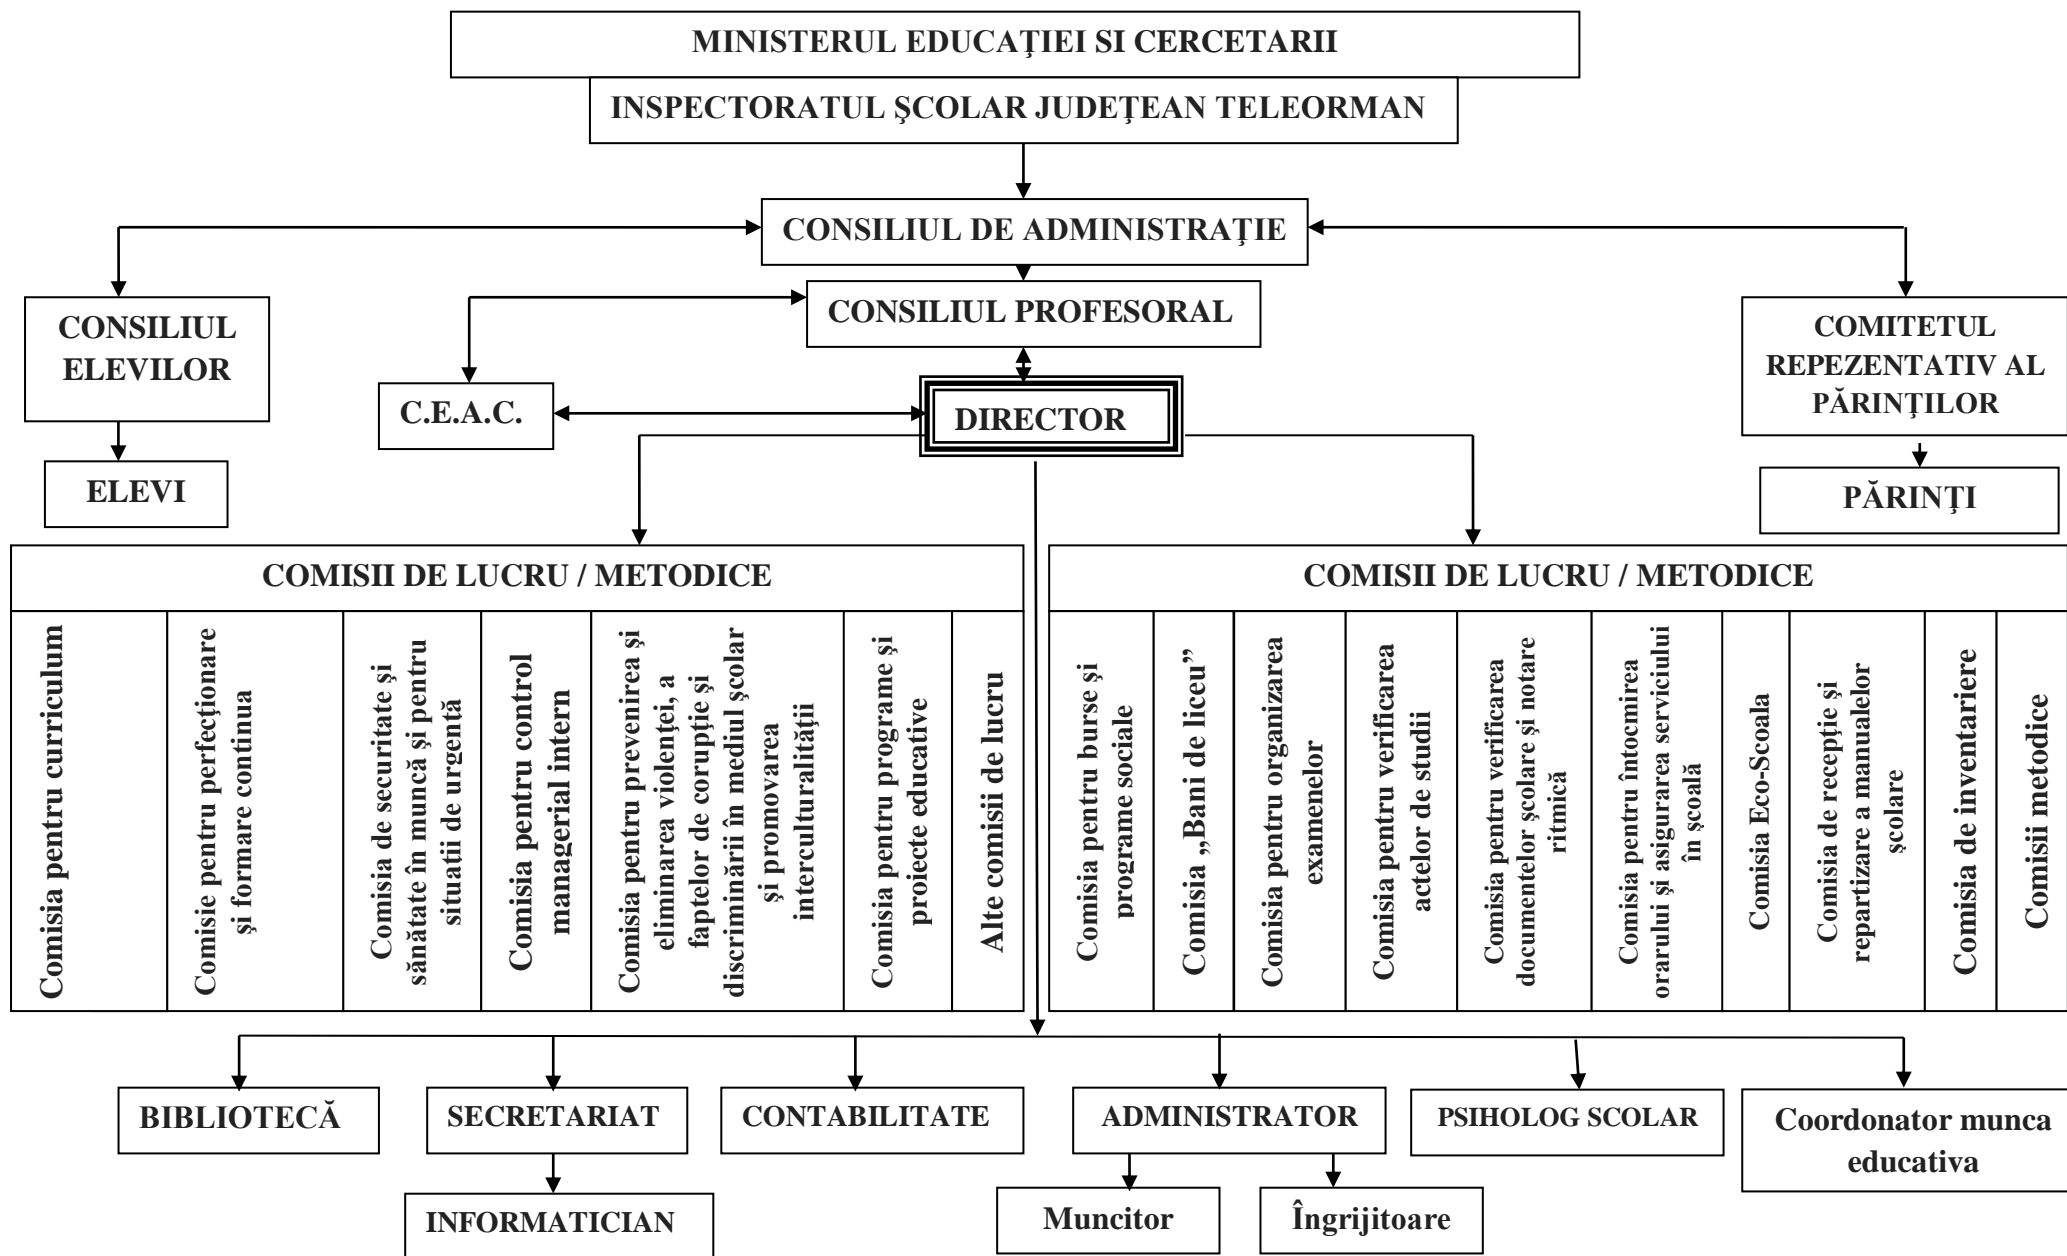 MINISTERUL EDUCAŢIEI SI CERCETARII
INSPECTORATUL ŞCOLAR JUDEŢEAN TELEORMAN
CONSILIUL DE ADMINISTRAŢIE
CONSILIUL PROFESORAL
CONSILIUL
ELEVILOR
COMITETUL
REPEZENTATIV AL
PĂRINŢILOR
C.E.A.C.
DIRECTOR
ELEVI
PĂRINŢI
COMISII DE LUCRU / METODICE
Comisia pentru curriculum
Comisie pentru perfecţionare
şi formare continua
Comisia de securitate şi
sănătate în muncă şi pentru
situatii de urgentă
Comisia pentru control
managerial intern
Comisia pentru prevenirea şi
eliminarea violenţei, a
faptelor de corupţie şi
discriminării în mediul şcolar
şi promovarea
interculturalităţii
Comisia pentru programe şi
proiecte educative
Alte comisii de lucru
COMISII DE LUCRU / METODICE
Comisia pentru burse şi
programe sociale
Comisia „Bani de liceu”
Comisia pentru organizarea
examenelor
Comisia pentru verificarea
actelor de studii
Comisia pentru verificarea
documentelor şcolare şi notare
ritmică
Comisia pentru întocmirea
orarului şi asigurarea serviciului
în şcoală
Comisia Eco-Scoala
Comisia de recepţie şi
repartizare a manualelor
şcolare
Comisia de inventariere
Comisii metodice
BIBLIOTECĂ
SECRETARIAT
CONTABILITATE
ADMINISTRATOR
PSIHOLOG SCOLAR
Coordonator munca
educativa
INFORMATICIAN
Muncitor
Îngrijitoare